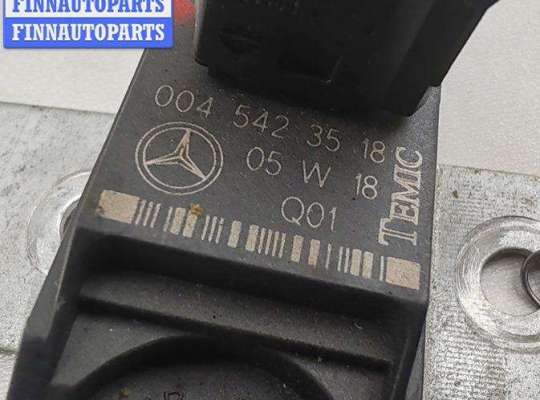 FINNAUTOPARTS
FINNAUTOPARTS
004 542 35 18
05 W 18
Q01
TEMIC